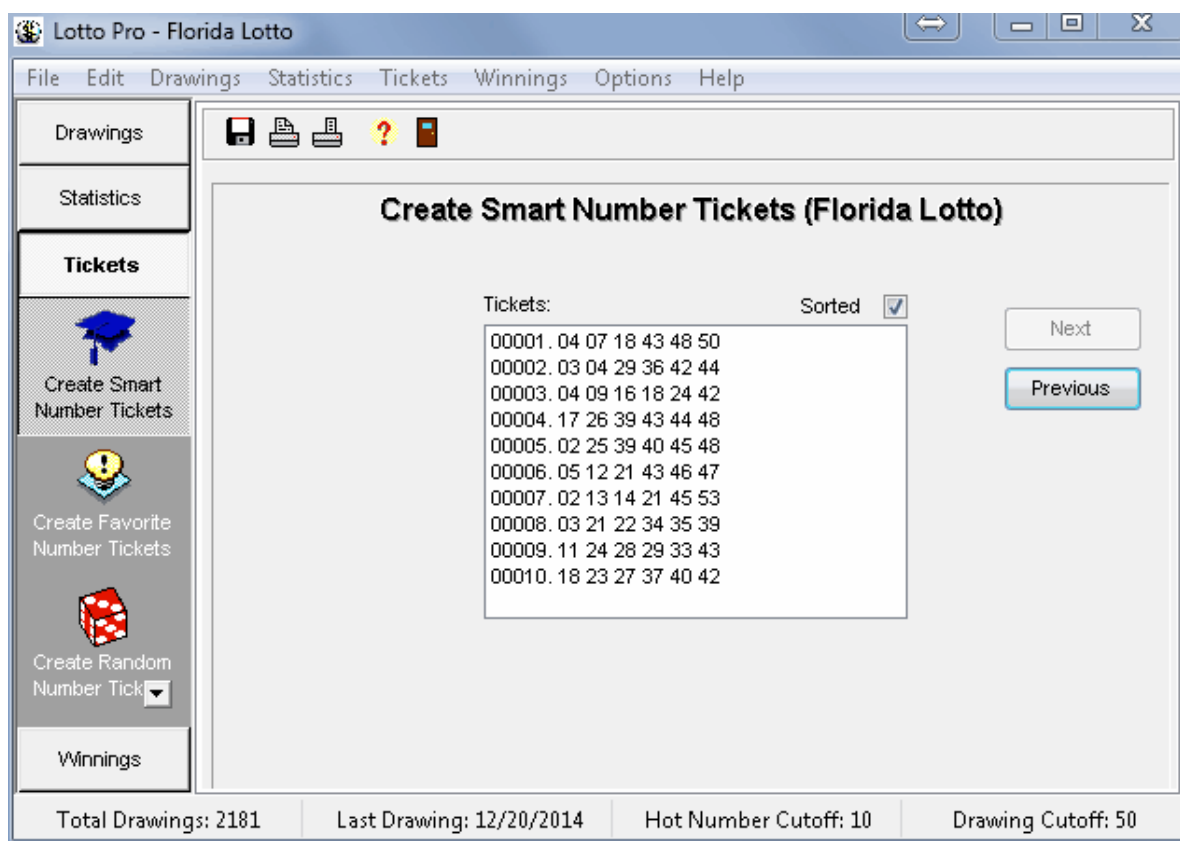 Lotto Pro - Florida Lotto
File Edit Drawings Statistics Tickets Winnings Options Help
Drawings
Statistics
Tickets
Create Smart
Number Tickets
Create Favorite
Number Tickets
Create Random
Number Tick
Winnings
Create Smart Number Tickets (Florida Lotto)
Tickets: Sorted
00001. 04 07 18 43 48 50
00002. 03 04 29 36 42 44
00003. 04 09 16 18 24 42
00004. 17 26 39 43 44 48
00005. 02 25 39 40 45 48
00006. 05 12 21 43 46 47
00007. 02 13 14 21 45 53
00008. 03 21 22 34 35 39
00009. 11 24 28 29 33 43
00010. 18 23 27 37 40 42
Next
Previous
Total Drawings: 2181 Last Drawing: 12/20/2014 Hot Number Cutoff: 10 Drawing Cutoff: 50